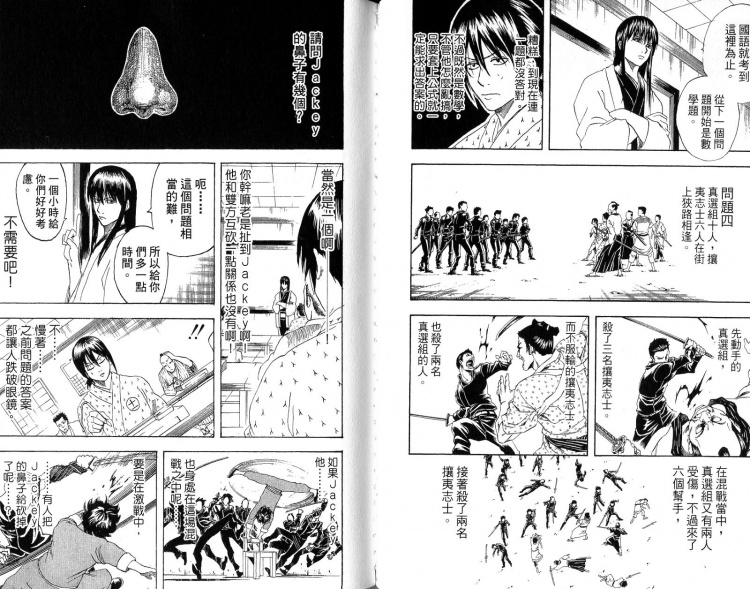 國語就考到
這裡為止。
從下一個問
題開始是數
學題。
糟糕…到現在連
一題都沒答對。
不過既然是數學，
不管他怎麼亂搞，
只要套上公式就一
定能求出答案的。
問題四
真選組十人，攘
夷志士六人在街
上狹路相逢。
先動手的
真選組，
殺了三名攘夷志士。
而不服輸的攘夷志士，
也殺了兩名
真選組的人。
在混戰當中，
真選組又有兩人
受傷，不過來了
六個幫手，
接著殺了兩名
攘夷志士。
請問Jackey
的鼻子有幾個？
當然是一個啊
你幹嘛老是扯到Jackey啊
他和雙方互砍一點關係也沒有啊！
呃……
這個問題相
當的難，
所以給你
們多一點
時間。
一個小時給
你們好好考
慮。
不需要吧！
!!
不……
慢著……
之前問題的答案
都讓人跌破眼鏡。
如果Jackey
他……
也身處在這場混
戰之中呢……
要是在激戰中，
……有人把
Jackey
的鼻子給砍掉
了呢…？